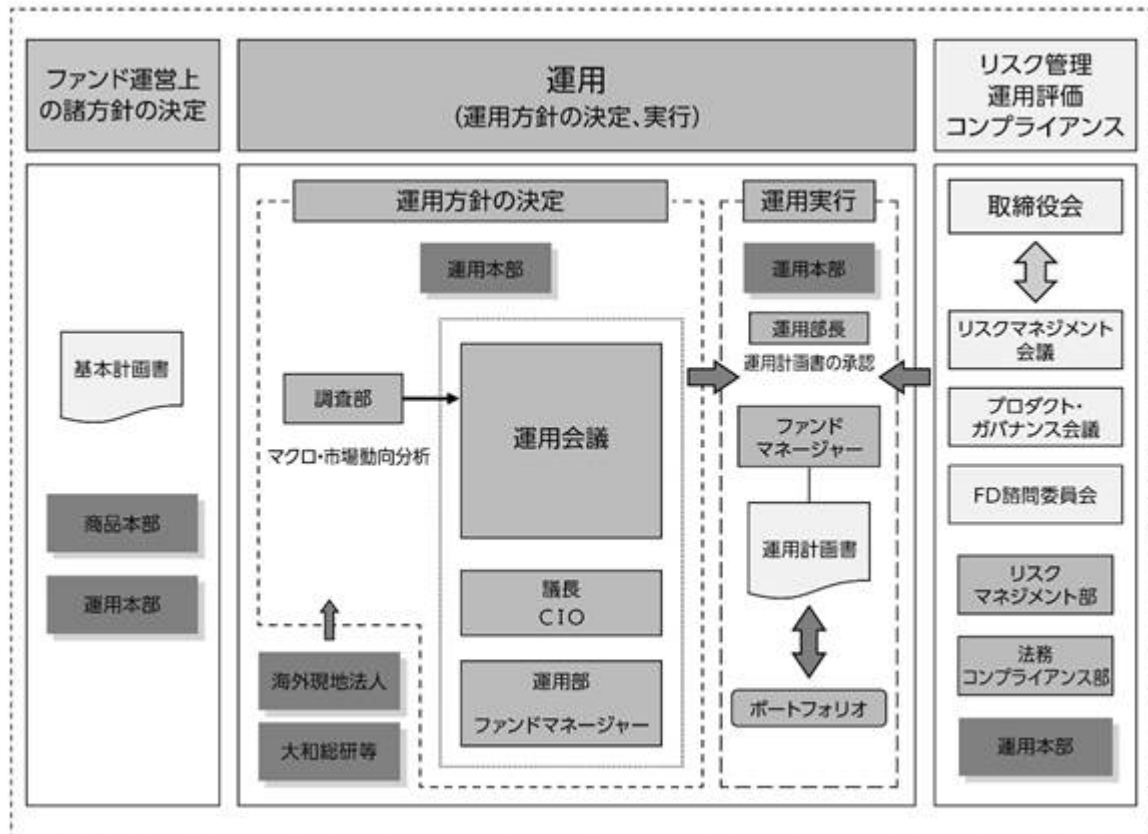 ファンド運営上
の諸方針の決定
運用
(運用方針の決定、実行)
リスク管理
運用評価
コンプライアンス
基本計画書
商品本部
運用本部
運用方針の決定
運用本部
調査部
マクロ・市場動向分析
運用会議
議長
CIO
運用部
ファンドマネージャー
海外現地法人
大和総研等
運用実行
運用本部
運用部長
運用計画書の承認
ファンド
マネージャー
運用計画書
ポートフォリオ
取締役会
リスクマネジメント
会議
プロダクト・
ガバナンス会議
FD諮問委員会
リスク
マネジメント部
法務
コンプライアンス部
運用本部